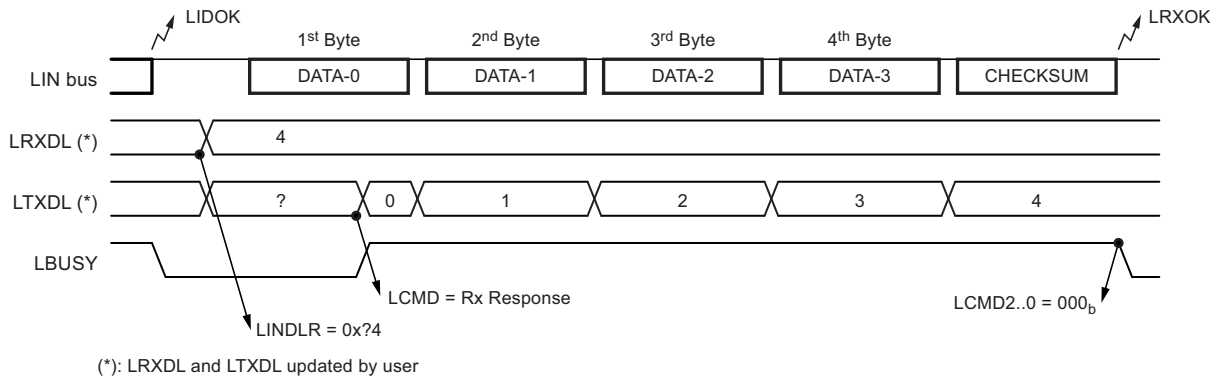 LIDOK
LRXOK
1st Byte 2nd Byte 3rd Byte 4th Byte
LIN bus DATA-0 DATA-1 DATA-2 DATA-3 CHECKSUM
LRXDL (*) 4
LTXDL (*) ? 0 1 2 3 4
LBUSY
LCMD = Rx Response
LCMD2..0 = 000b
LINDLR = 0x?4
(*): LRXDL and LTXDL updated by user